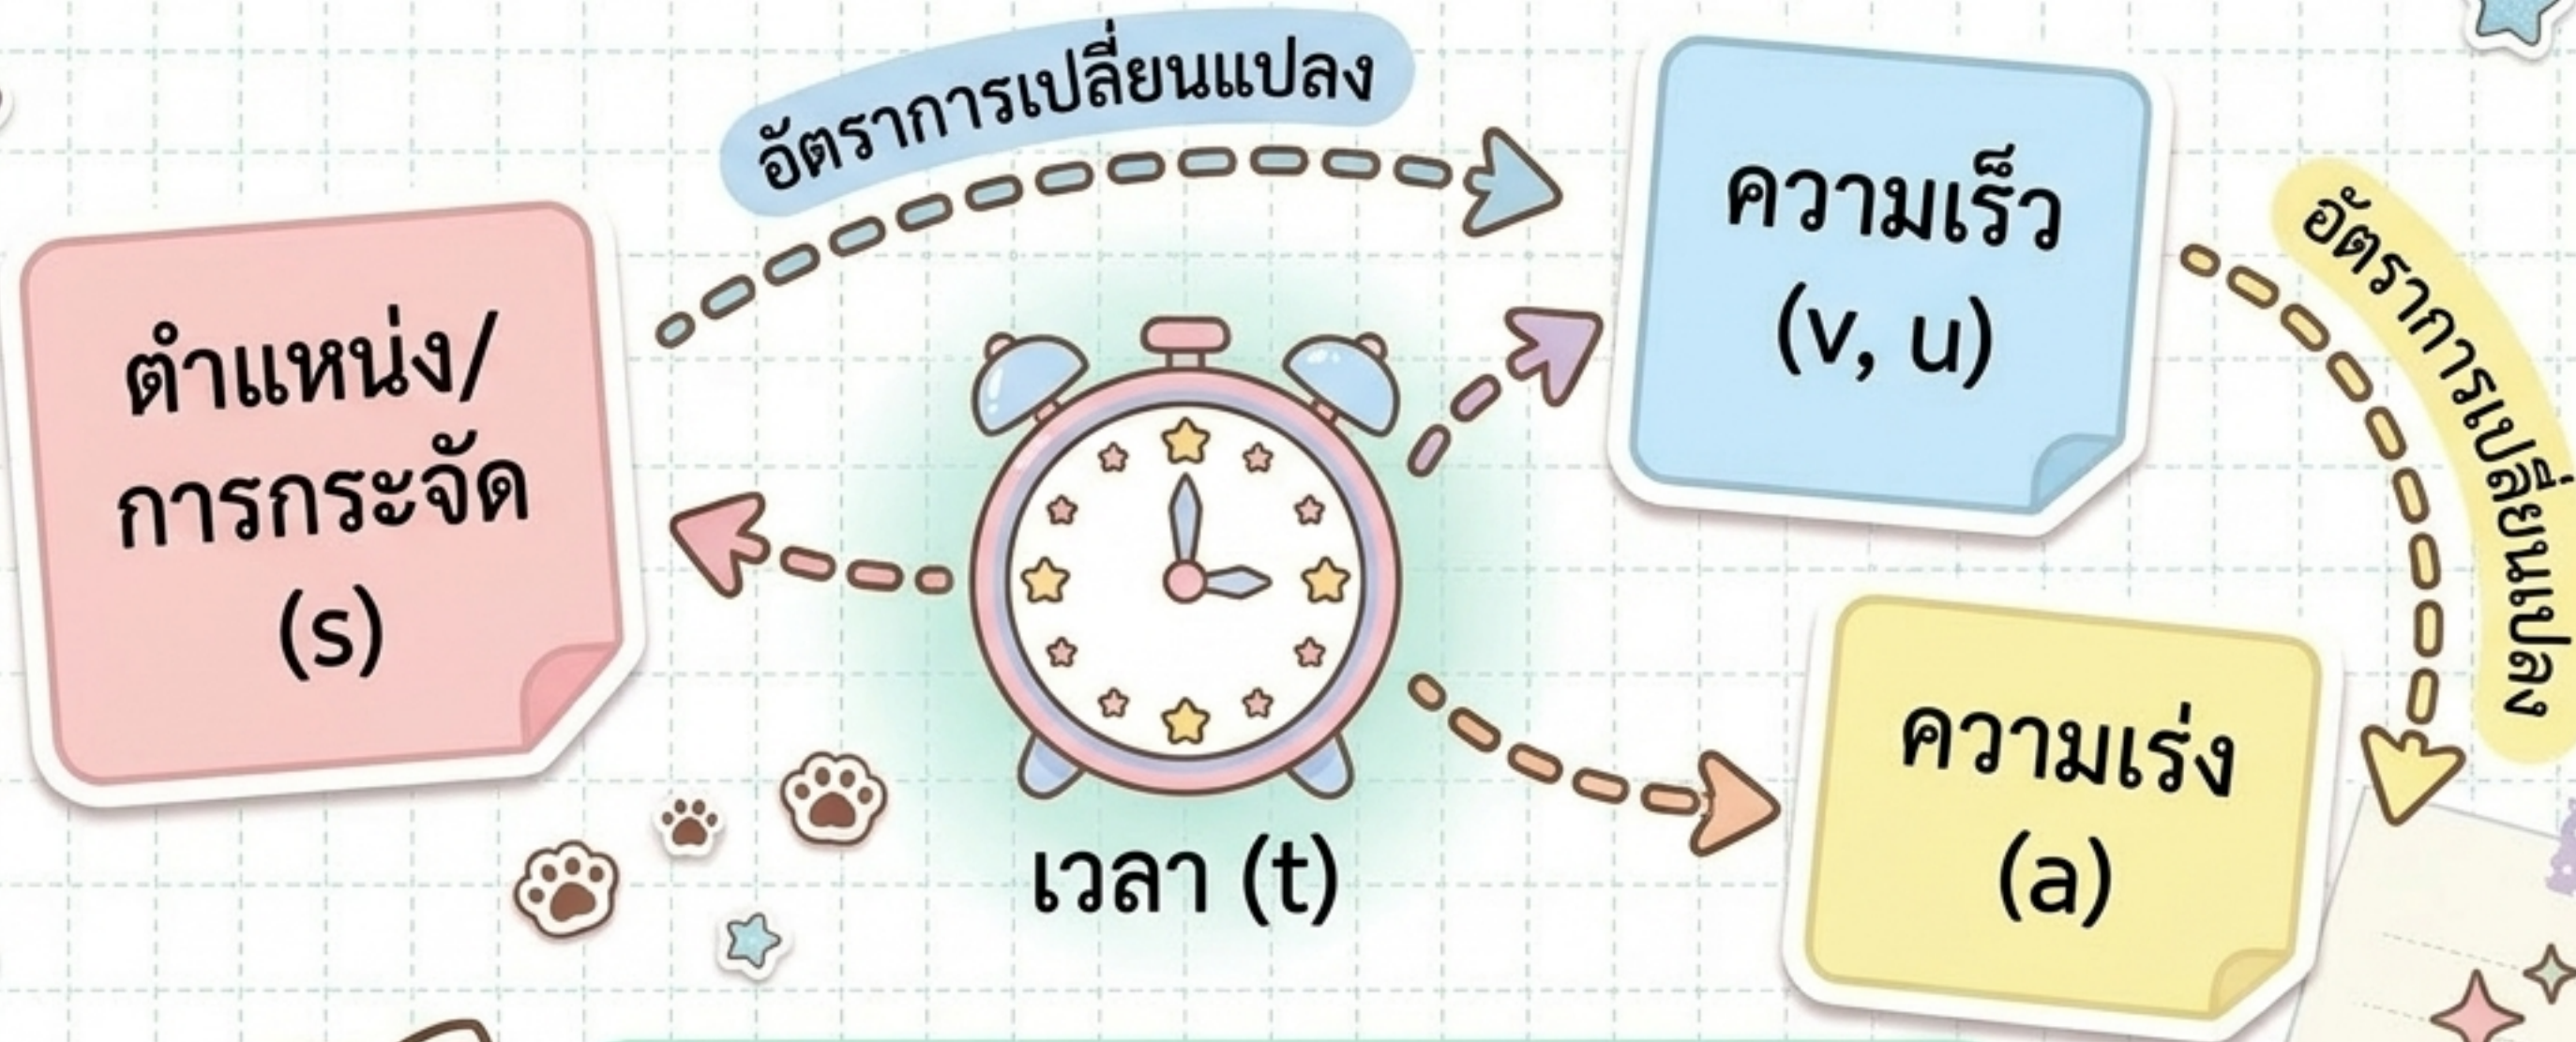 อัตราการเปลี่ยนแปลง
ตำแหน่ง/
การกระจัด
(s)
ความเร็ว
(v, u)
อัตราการเปลี่ยนแปลง
เวลา (t)
ความเร่ง
(a)